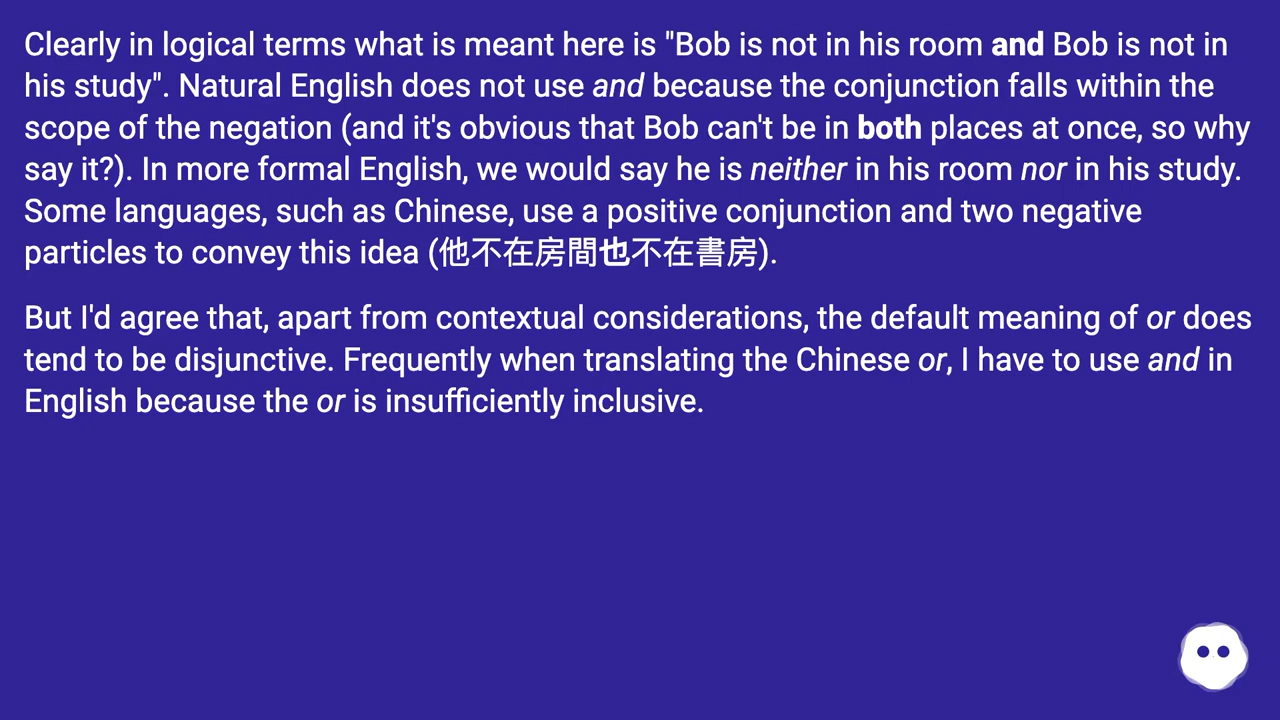 Clearly in logical terms what is meant here is "Bob is not in his room and Bob is not in
his study". Natural English does not use and because the conjunction falls within the
scope of the negation (and it's obvious that Bob can't be in both places at once, so why
say it?). In more formal English, we would say he is neither in his room nor in his study.
Some languages, such as Chinese, use a positive conjunction and two negative
particles to convey this idea (他不在房間也不在書房).
But I'd agree that, apart from contextual considerations, the default meaning of or does
tend to be disjunctive. Frequently when translating the Chinese or, I have to use and in
English because the or is insufficiently inclusive.